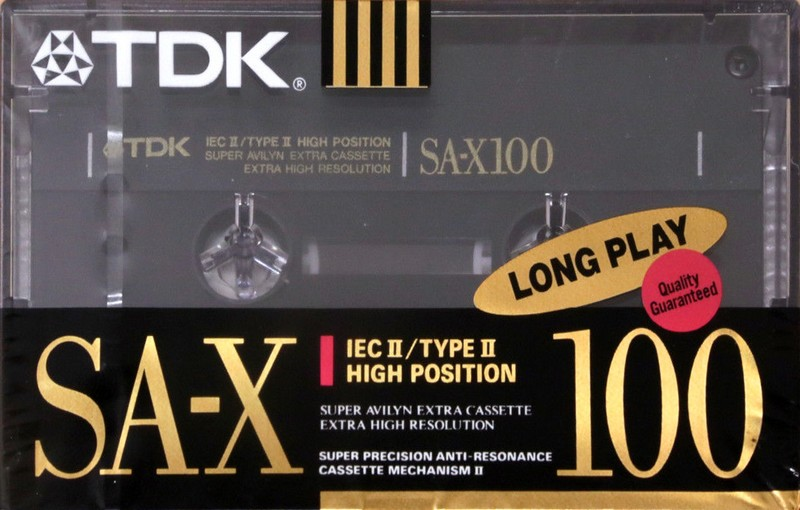 TDK®
TDK
IEC II/TYPE II HIGH POSITION
SUPER AVILYN EXTRA CASSETTE
EXTRA HIGH RESOLUTION
SA-X100
LONG PLAY
Quality
Guaranteed
SA-X
IEC II/TYPE II
HIGH POSITION
SUPER AVILYN EXTRA CASSETTE
EXTRA HIGH RESOLUTION
SUPER PRECISION ANTI-RESONANCE
CASSETTE MECHANISM II
100